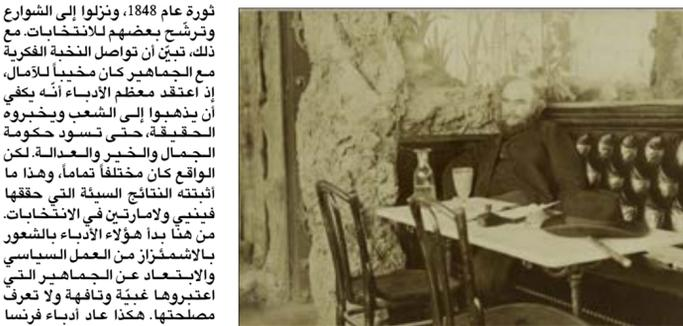 ثورة عام 1848، ونزلوا إلى الشوارع
وترشّح بعضهم للانتخابات. مع
ذلك، تبيّن أن تواصل النخبة الفكرية
مع الجماهير كان مخيباً للآمال،
إذ اعتقد معظم الأدباء أنّه يكفي
أن يذهبوا إلى الشعب ويخبروه
الحقيقة، حتى تسود حكومة
الجمال والخير والعدالة. لكن
الواقع كان مختلفاً تماماً، وهذا ما
أثبتته النتائج السيئة التي حققها
فينيي ولامارتين في الانتخابات.
من هنا بدأ هؤلاء الأدباء بالشعور
بالاشمئزاز من العمل السياسي
والابتعاد عن الجماهير التي
اعتبروها غبيّة وتافهة ولا تعرف
مصلحتها. هكذا عاد أدباء فرنسا